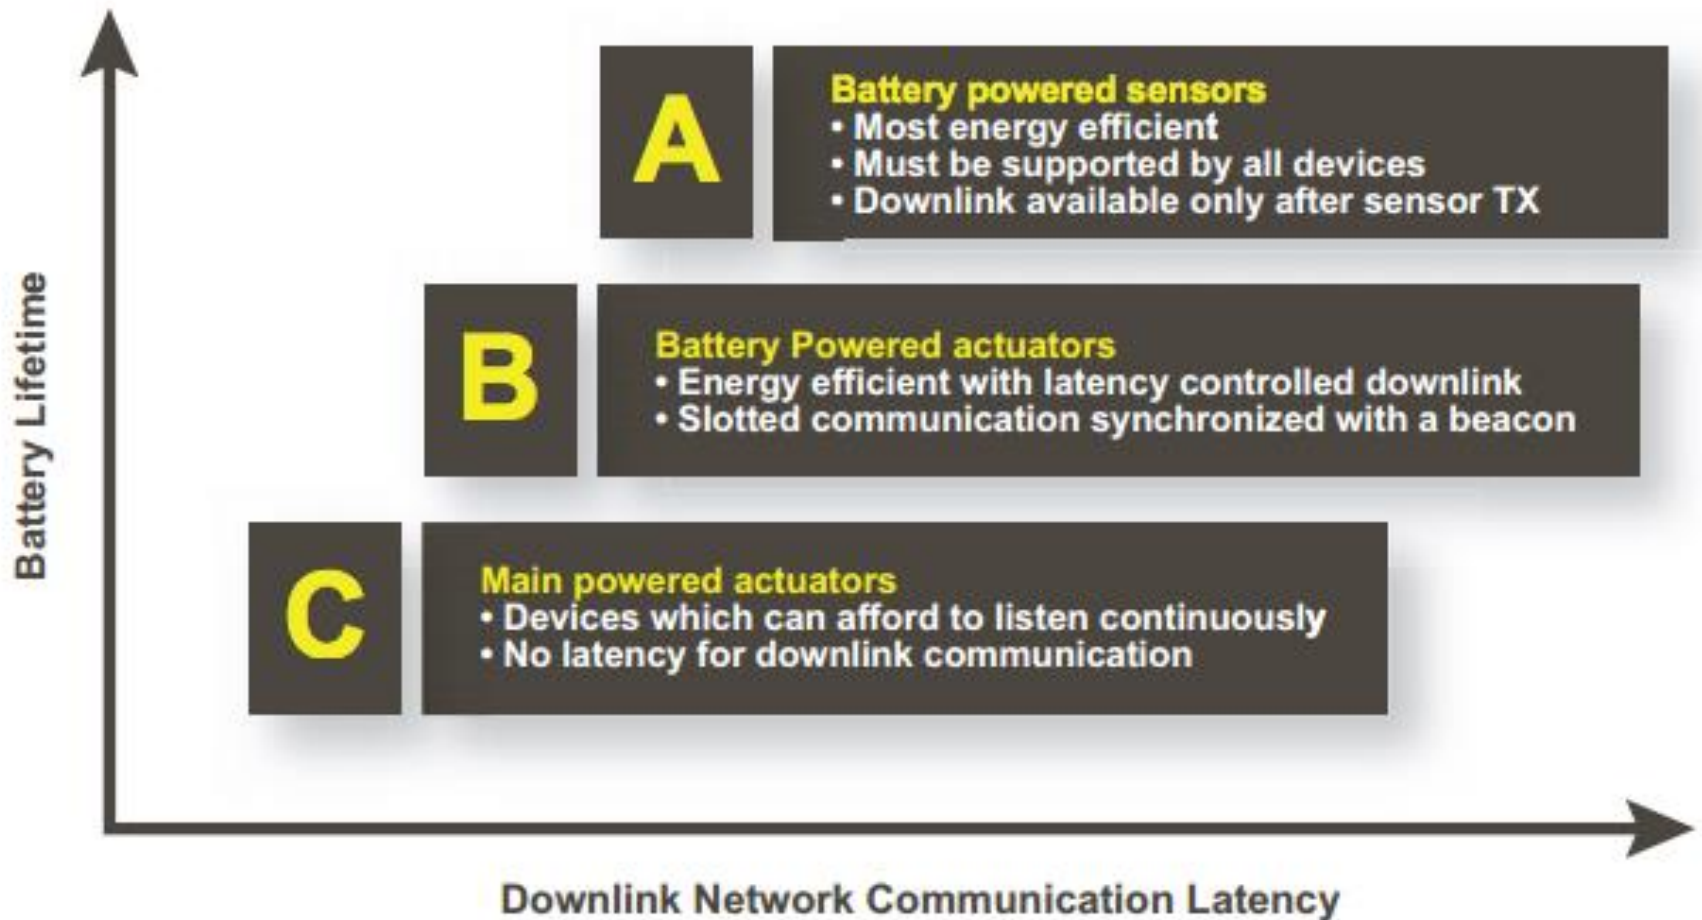 Battery Lifetime
A
Battery powered sensors
• Most energy efficient
• Must be supported by all devices
• Downlink available only after sensor TX
B
Battery Powered actuators
• Energy efficient with latency controlled downlink
• Slotted communication synchronized with a beacon
C
Main powered actuators
• Devices which can afford to listen continuously
• No latency for downlink communication
Downlink Network Communication Latency